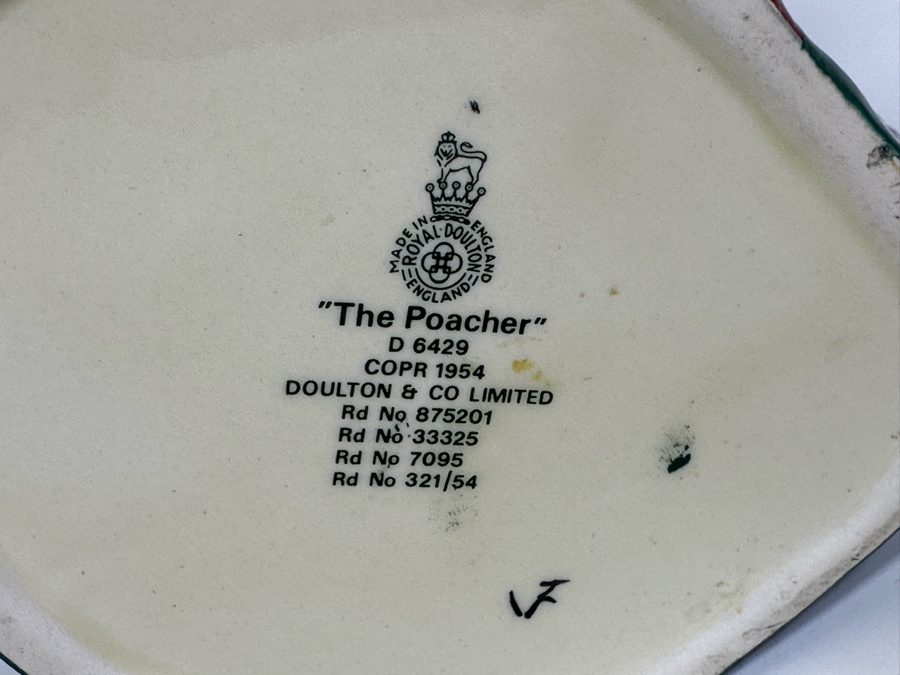 MADE IN ENGLAND
ROYAL·DOULTON
ENGLAND
"The Poacher"
D 6429
COPR 1954
DOULTON & CO LIMITED
Rd No 875201
Rd No 33325
Rd No 7095
Rd No 321/54